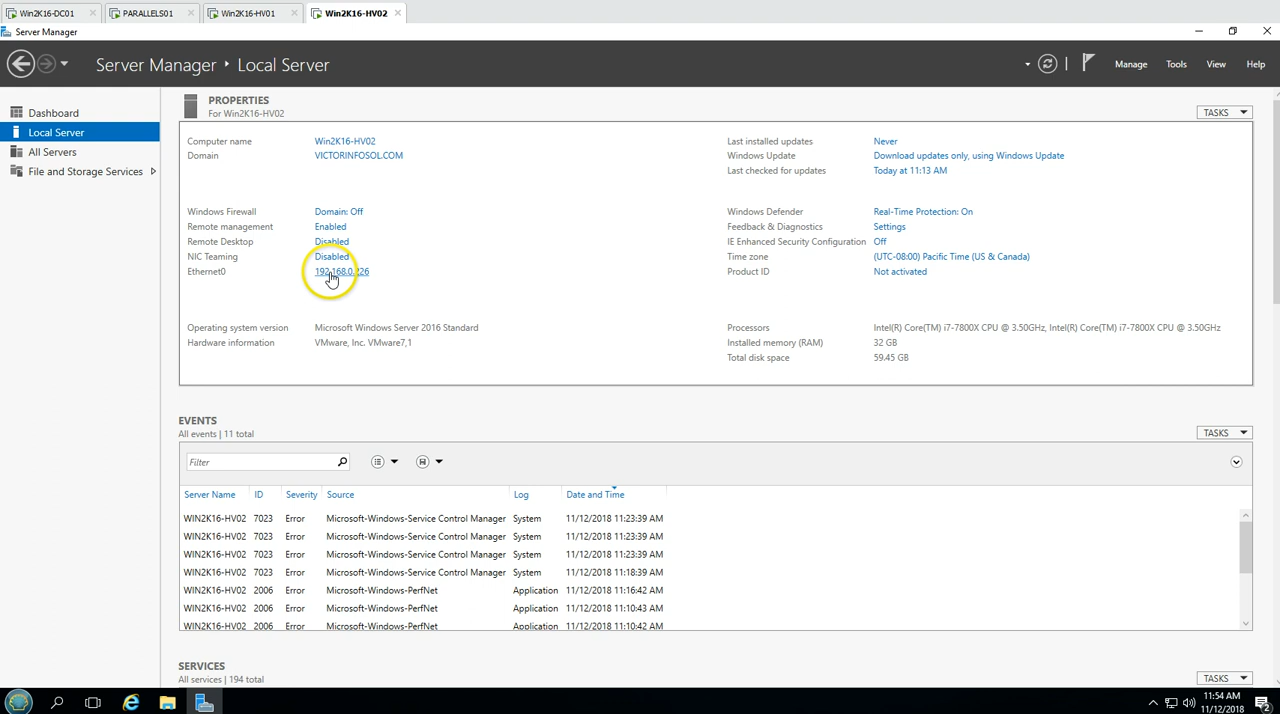 Win2K16-DC01 PARALLELS01 Win2K16-HV01 Win2K16-HV02
Server Manager
Server Manager Local Server Manage Tools View Help
Dashboard
Local Server
All Servers
File and Storage Services
PROPERTIES
For Win2K16-HV02
TASKS
Computer name Win2K16-HV02
Domain VICTORINFOSOL.COM
Last installed updates Never
Windows Update Download updates only, using Windows Update
Last checked for updates Today at 11:13 AM
Windows Firewall Domain: Off
Remote management Enabled
Remote Desktop Disabled
NIC Teaming Disabled
Ethernet0 192.168.0.226
Windows Defender Real-Time Protection: On
Feedback & Diagnostics Settings
IE Enhanced Security Configuration Off
Time zone (UTC-08:00) Pacific Time (US & Canada)
Product ID Not activated
Operating system version Microsoft Windows Server 2016 Standard
Hardware information VMware, Inc. VMware7,1
Processors Intel(R) Core(TM) i7-7800X CPU @ 3.50GHz, Intel(R) Core(TM) i7-7800X CPU @ 3.50GHz
Installed memory (RAM) 32 GB
Total disk space 59.45 GB
EVENTS
All events | 11 total
TASKS
Filter
Server Name ID Severity Source Log Date and Time
WIN2K16-HV02 7023 Error Microsoft-Windows-Service Control Manager System 11/12/2018 11:23:39 AM
WIN2K16-HV02 7023 Error Microsoft-Windows-Service Control Manager System 11/12/2018 11:23:39 AM
WIN2K16-HV02 7023 Error Microsoft-Windows-Service Control Manager System 11/12/2018 11:23:39 AM
WIN2K16-HV02 7023 Error Microsoft-Windows-Service Control Manager System 11/12/2018 11:18:39 AM
WIN2K16-HV02 2006 Error Microsoft-Windows-PerfNet Application 11/12/2018 11:16:42 AM
WIN2K16-HV02 2006 Error Microsoft-Windows-PerfNet Application 11/12/2018 11:10:43 AM
WIN2K16-HV02 2006 Error Microsoft-Windows-PerfNet Application 11/12/2018 11:10:42 AM
SERVICES
All services | 194 total
TASKS
11:54 AM
11/12/2018
2